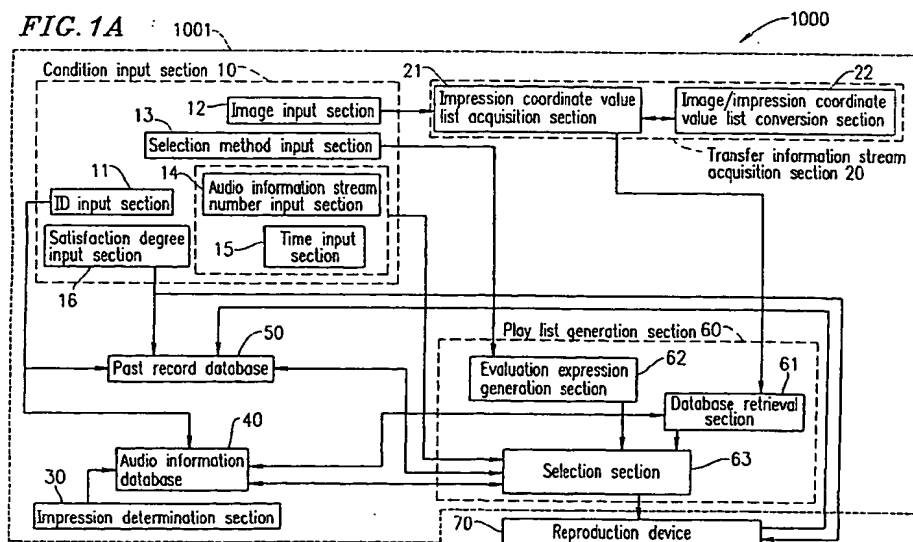 FIG. 1A
1001
1000
Condition input section 10
21
22
12
Image input section
Impression coordinate value
list acquisition section
Image/impression coordinate
value list conversion section
13
Selection method input section
Transfer information stream
acquisition section 20
11
14
ID input section
Audio information stream
number input section
Satisfaction degree
input section
15
Time input
section
16
50
Play list generation section 60
Past record database
Evaluation expression
generation section
62
61
Database retrieval
section
40
Audio information
database
Selection section
63
30
Impression determination section
70
Reproduction device